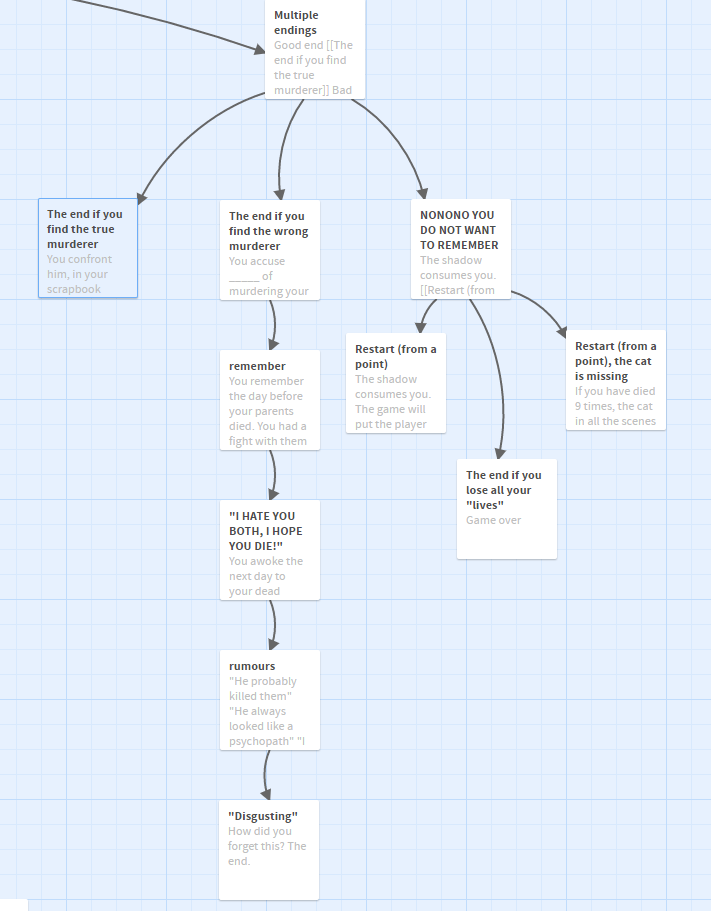 Multiple
endings
Good end [[The
end if you find
the true
murderer]] Bad
The end if you
find the true
murderer
You confront
him, in your
scrapbook
The end if you
find the wrong
murderer
You accuse
_____ of
murdering your
NONONO YOU
DO NOT WANT
TO REMEMBER
The shadow
consumes you.
[[Restart (from
remember
You remember
the day before
your parents
died. You had a
fight with them
Restart (from a
point)
The shadow
consumes you.
The game will
put the player
Restart (from a
point), the cat
is missing
If you have died
9 times, the cat
in all the scenes
The end if you
lose all your
"lives"
Game over
"I HATE YOU
BOTH, I HOPE
YOU DIE!"
You awoke the
next day to
your dead
rumours
"He probably
killed them"
"He always
looked like a
psychopath" "I
"Disgusting"
How did you
forget this? The
end.